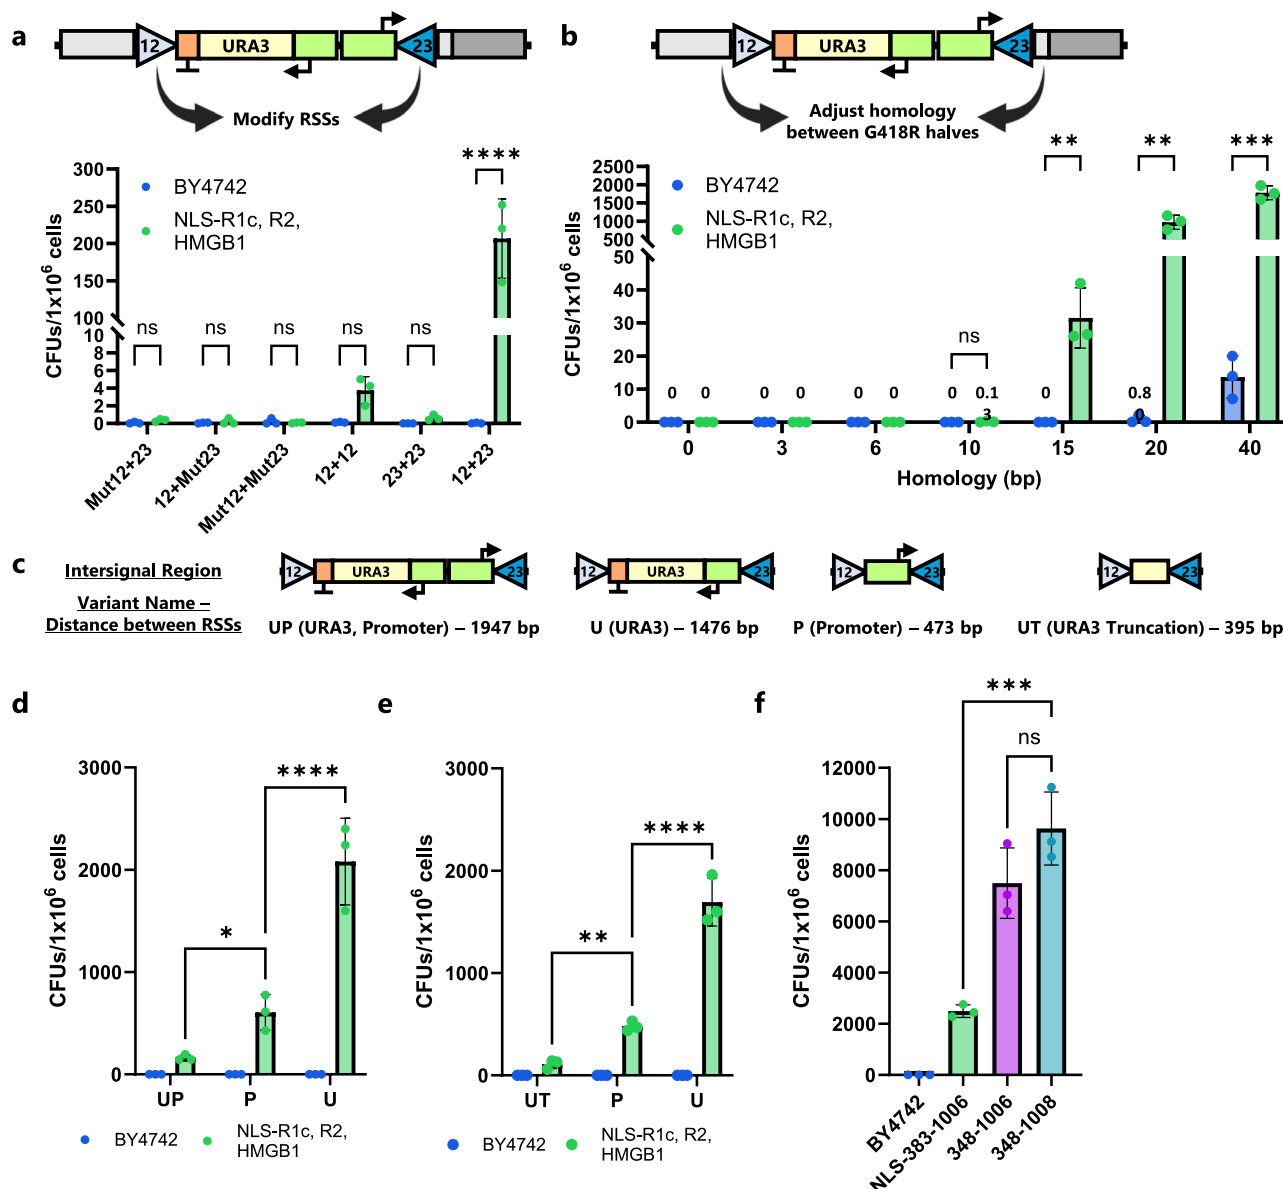 a
12
URA3
23
Modify RSSs
****
CFUs/1x10⁶ cells
300
250
200
150
100
10
8
6
4
2
0
BY4742
NLS-R1c, R2,
HMGB1
ns
ns
ns
ns
ns
Mut12+23
12+Mut23
Mut12+Mut23
12+12
23+23
12+23
b
12
URA3
23
Adjust homology
between G418R halves
**
**
***
CFUs/1x10⁶ cells
2500
2000
1500
1000
500
40
30
20
10
0
BY4742
NLS-R1c, R2,
HMGB1
ns
0 0 0 0 0 0 0 0.1
3
0 0.8
0
0 3 6 10 15 20 40
Homology (bp)
c
Intersignal Region
12 URA3 23
12 URA3 23
12 23
12 23
Variant Name –
Distance between RSSs
UP (URA3, Promoter) – 1947 bp
U (URA3) – 1476 bp
P (Promoter) – 473 bp
UT (URA3 Truncation) – 395 bp
d
CFUs/1x10⁶ cells
3000
2000
1000
0
*
****
UP P U
BY4742
NLS-R1c, R2,
HMGB1
e
CFUs/1x10⁶ cells
3000
2000
1000
0
**
****
UT P U
BY4742
NLS-R1c, R2,
HMGB1
f
CFUs/1x10⁶ cells
12000
10000
8000
6000
4000
2000
0
***
ns
BY4742
NLS-383-1006
348-1006
348-1008